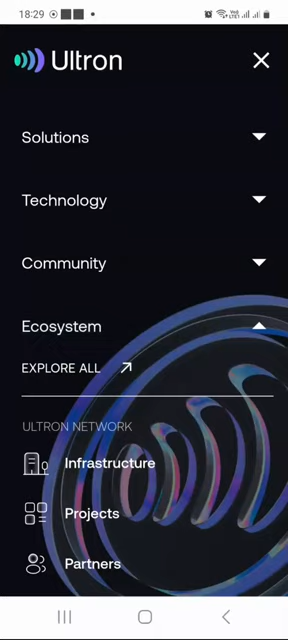 18:29
Ultron
Solutions
Technology
Community
Ecosystem
EXPLORE ALL
ULTRON NETWORK
Infrastructure
Projects
Partners